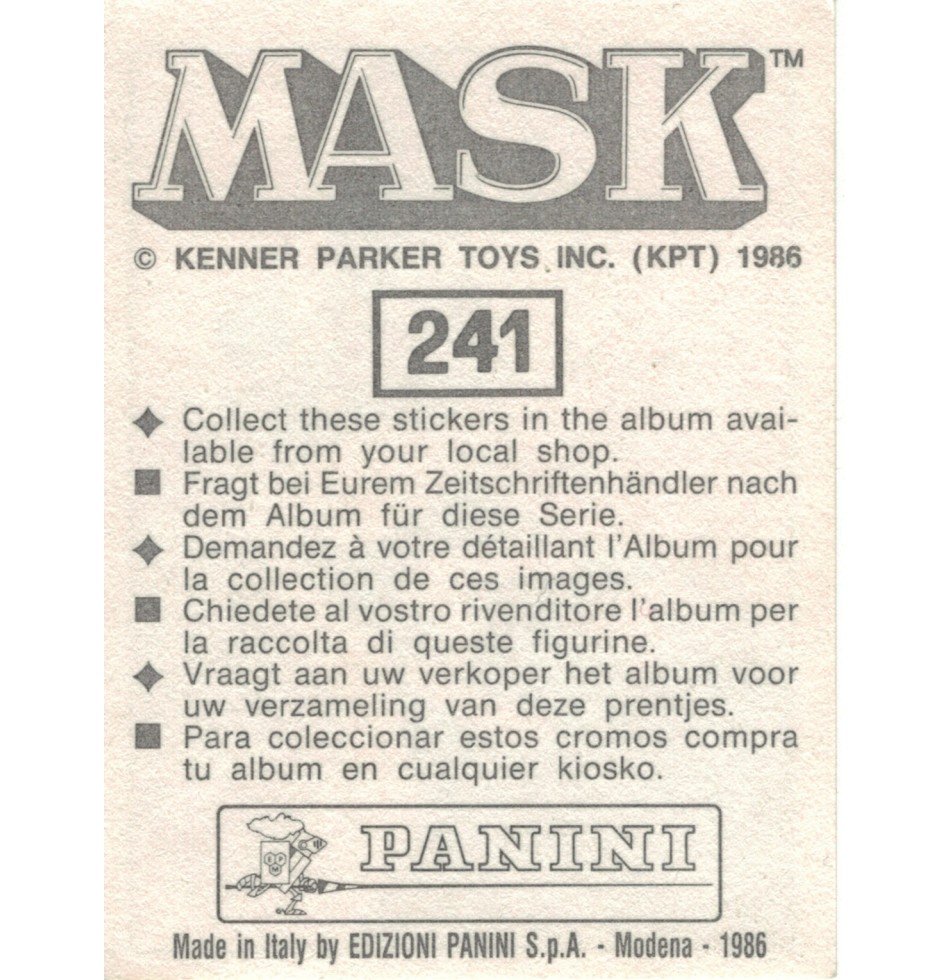 MASK™
© KENNER PARKER TOYS INC. (KPT) 1986
241
Collect these stickers in the album avai-
lable from your local shop.
Fragt bei Eurem Zeitschriftenhändler nach
dem Album für diese Serie.
Demandez à votre détaillant l'Album pour
la collection de ces images.
Chiedete al vostro rivenditore l'album per
la raccolta di queste figurine.
Vraagt aan uw verkoper het album voor
uw verzameling van deze prentjes.
Para coleccionar estos cromos compra
tu album en cualquier kiosko.
PANINI
Made in Italy by EDIZIONI PANINI S.p.A. - Modena - 1986